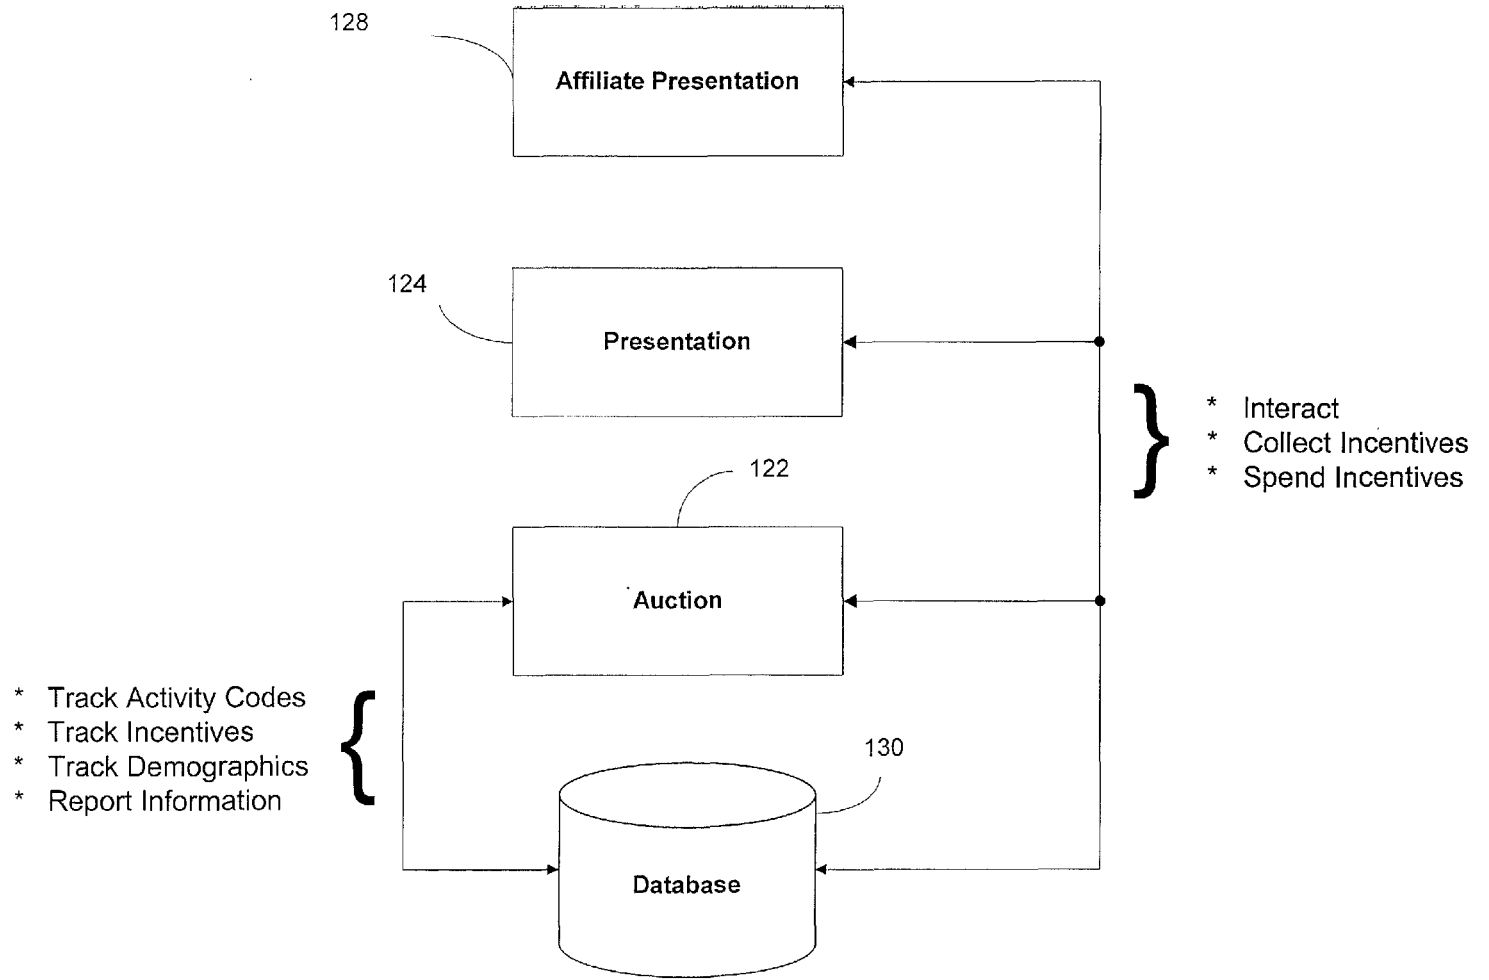 128
Affiliate Presentation
124
Presentation
* Interact
* Collect Incentives
* Spend Incentives
122
Auction
* Track Activity Codes
* Track Incentives
* Track Demographics
* Report Information
130
Database